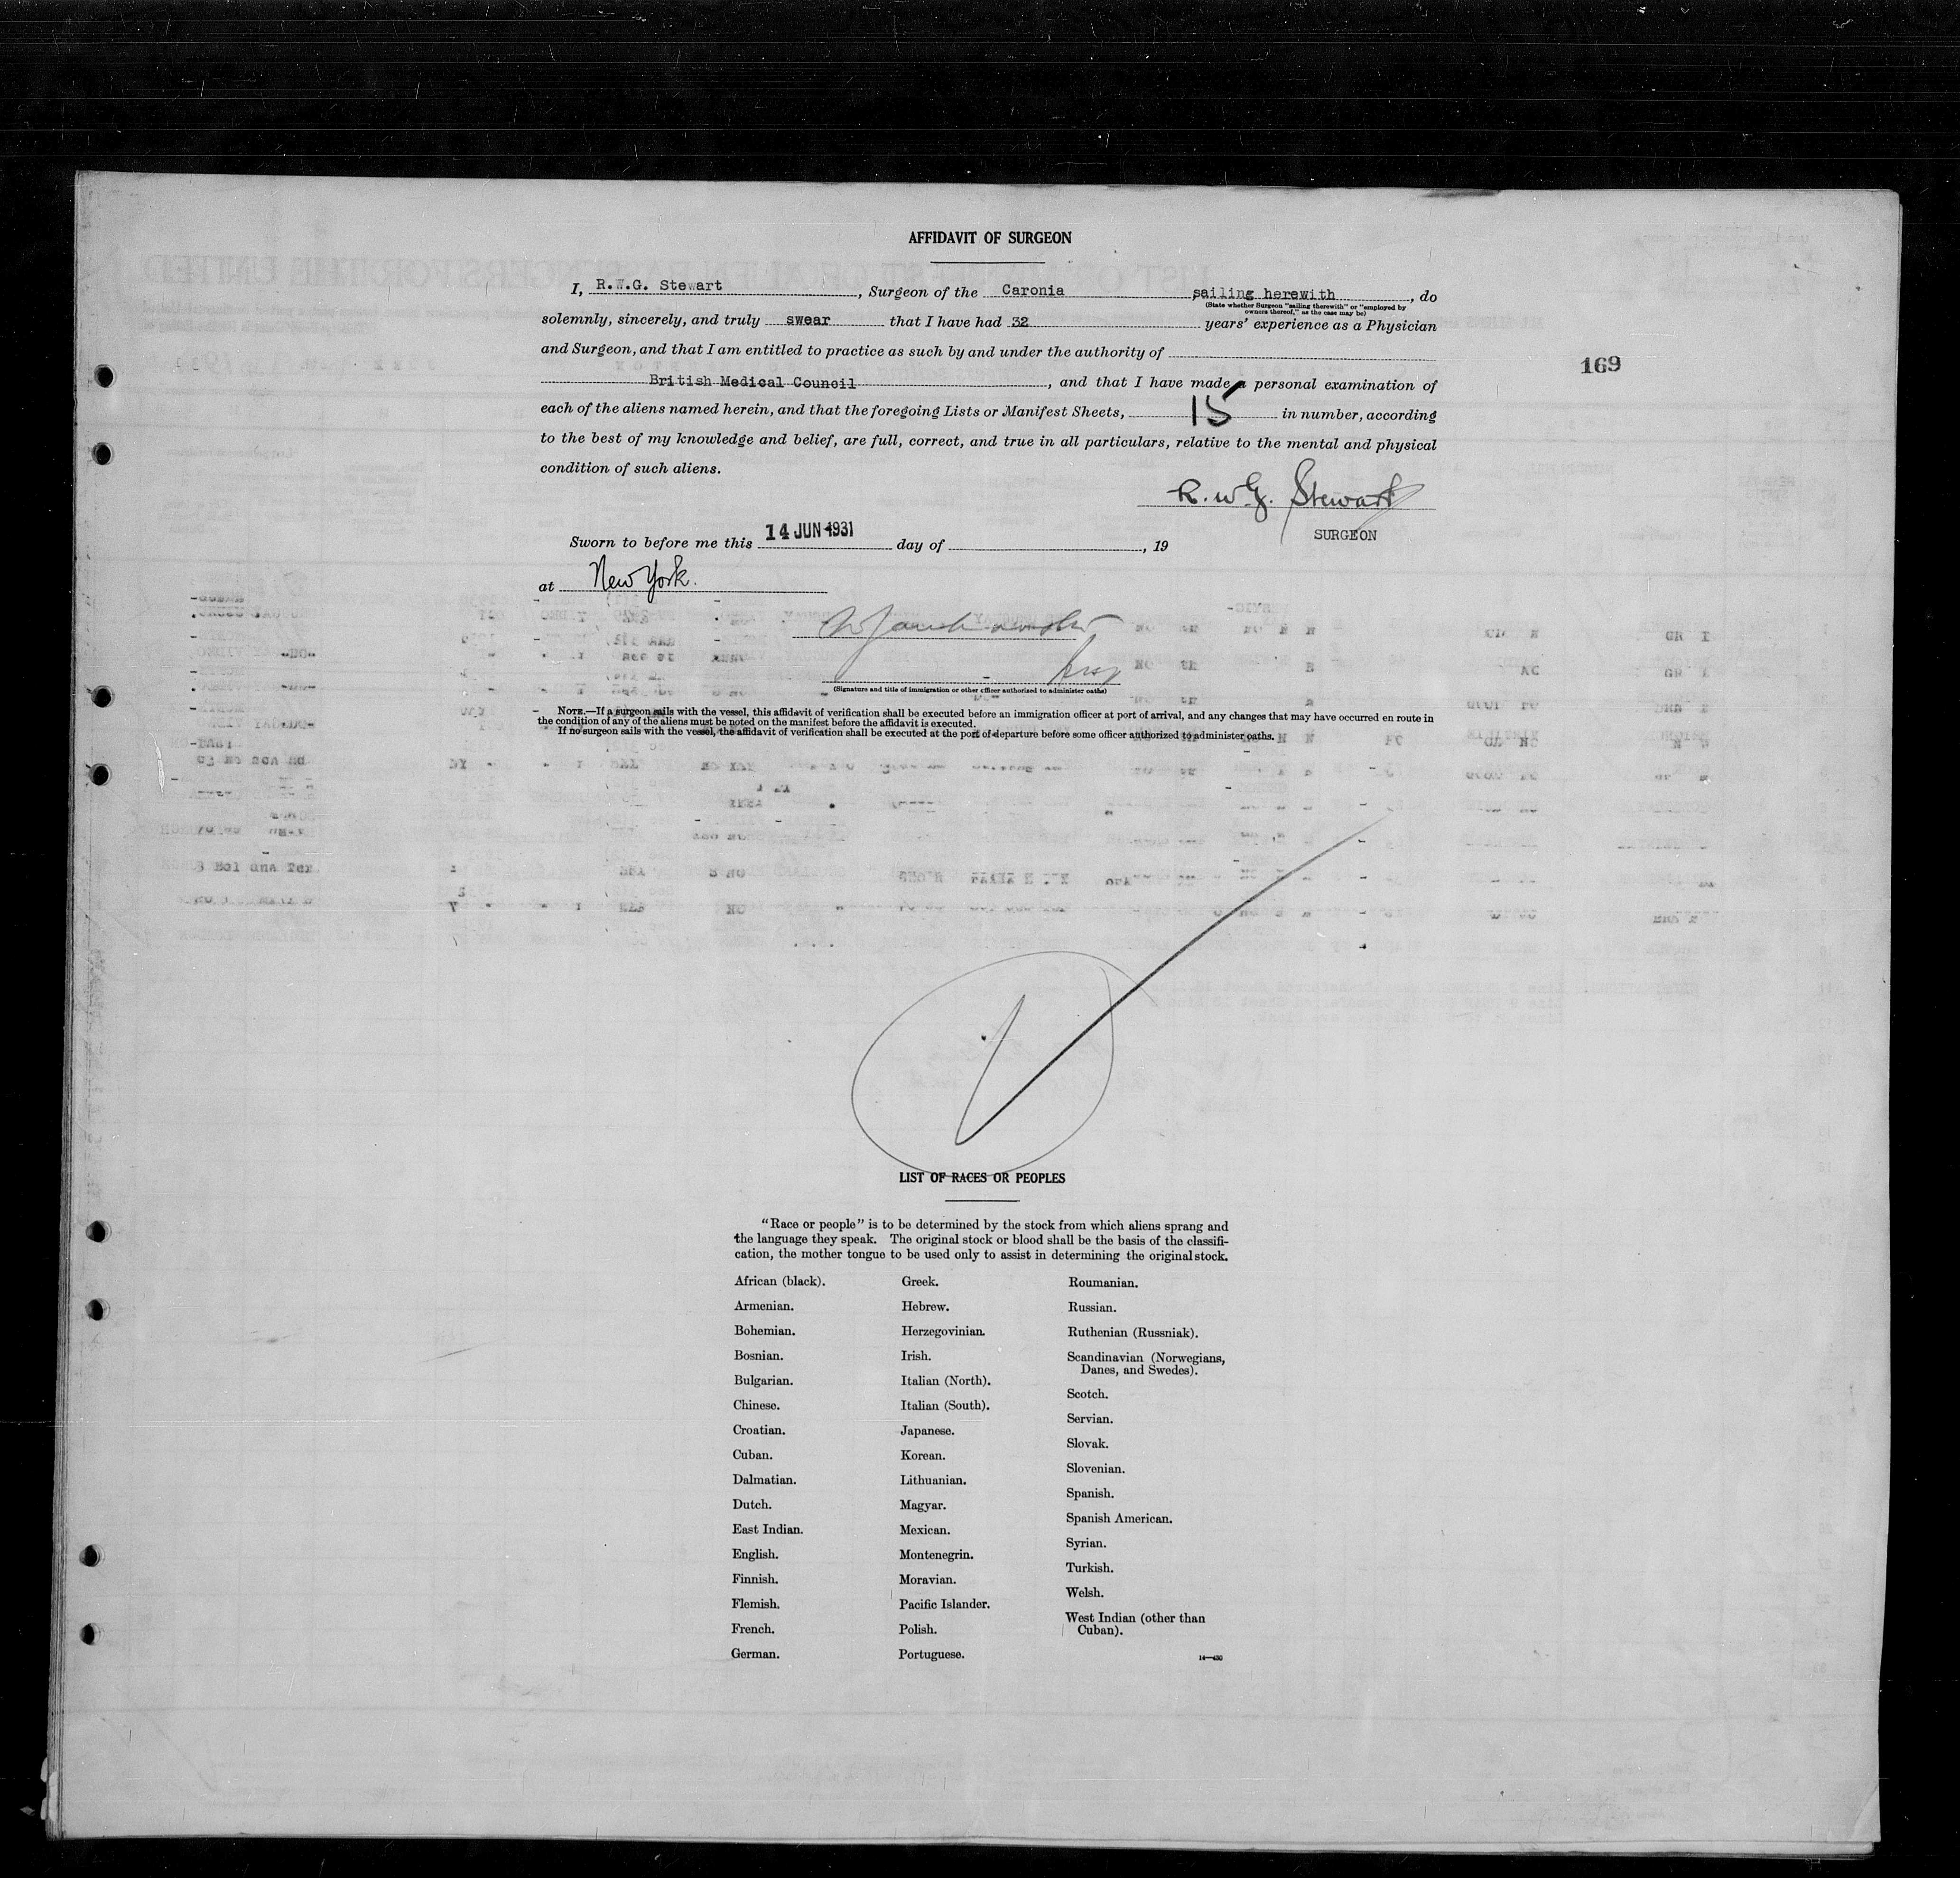 AFFIDAVIT OF SURGEON
I, R.W.G. Stewart, Surgeon of the Caronia sailing herewith, do
(State whether Surgeon "sailing therewith" or "employed by
owners thereof," as the case may be)
solemnly, sincerely, and truly swear that I have had 32 years' experience as a Physician
and Surgeon, and that I am entitled to practice as such by and under the authority of
169
British Medical Council, and that I have made a personal examination of
each of the aliens named herein, and that the foregoing Lists or Manifest Sheets, 15 in number, according
to the best of my knowledge and belief, are full, correct, and true in all particulars, relative to the mental and physical
condition of such aliens.
R. W. G. Stewart
SURGEON
Sworn to before me this 14 JUN 1931 day of , 19
at New York.
(Signature and title of immigration or other officer authorized to administer oaths)
NOTE.—If a surgeon sails with the vessel, this affidavit of verification shall be executed before an immigration officer at port of arrival, and any changes that may have occurred en route in
the condition of any of the aliens must be noted on the manifest before the affidavit is executed.
If no surgeon sails with the vessel, the affidavit of verification shall be executed at the port of departure before some officer authorized to administer oaths.
LIST OF RACES OR PEOPLES
"Race or people" is to be determined by the stock from which aliens sprang and
the language they speak. The original stock or blood shall be the basis of the classifi-
cation, the mother tongue to be used only to assist in determining the original stock.
African (black).
Armenian.
Bohemian.
Bosnian.
Bulgarian.
Chinese.
Croatian.
Cuban.
Dalmatian.
Dutch.
East Indian.
English.
Finnish.
Flemish.
French.
German.
Greek.
Hebrew.
Herzegovinian.
Irish.
Italian (North).
Italian (South).
Japanese.
Korean.
Lithuanian.
Magyar.
Mexican.
Montenegrin.
Moravian.
Pacific Islander.
Polish.
Portuguese.
Roumanian.
Russian.
Ruthenian (Russniak).
Scandinavian (Norwegians,
Danes, and Swedes).
Scotch.
Servian.
Slovak.
Slovenian.
Spanish.
Spanish American.
Syrian.
Turkish.
Welsh.
West Indian (other than
Cuban).